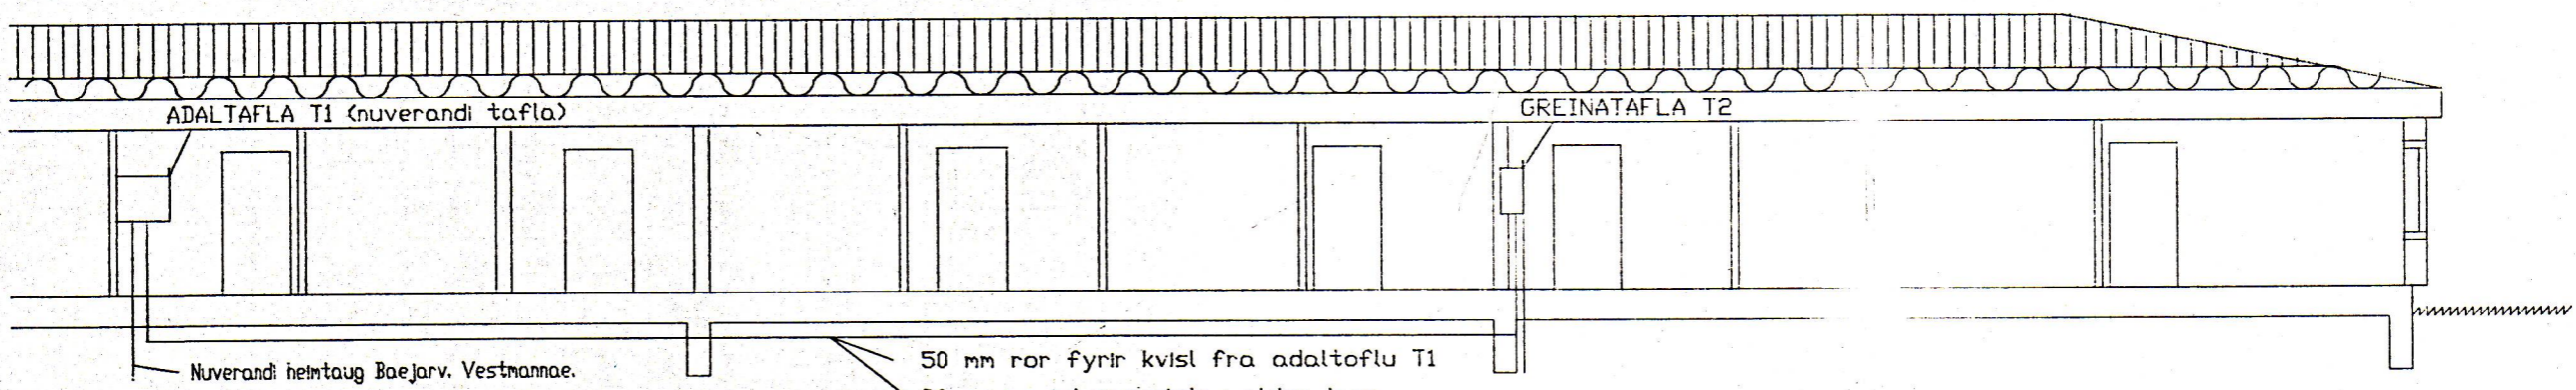 ADALTAFLA T1 (nuverandi tafla)
GREINATAFLA T2
Nuverandi heimtaug Baejarv. Vestmannae.
50 mm ror fyrir kvisl fra adaltoflu T1